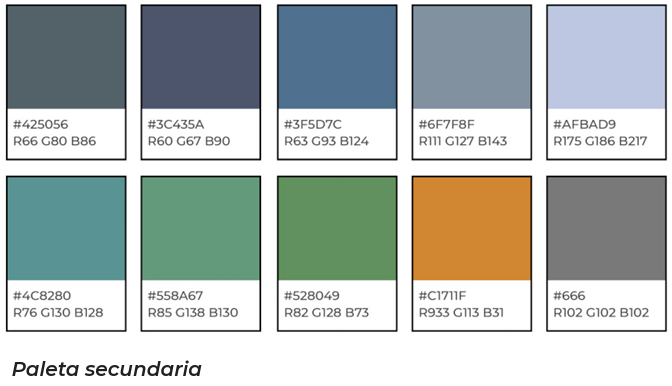 #425056
R66 G80 B86
#3C435A
R60 G67 B90
#3F5D7C
R63 G93 B124
#6F7F8F
R111 G127 B143
#AFBAD9
R175 G186 B217
#4C8280
R76 G130 B128
#558A67
R85 G138 B130
#528049
R82 G128 B73
#C1711F
R933 G113 B31
#666
R102 G102 B102
Paleta secundaria